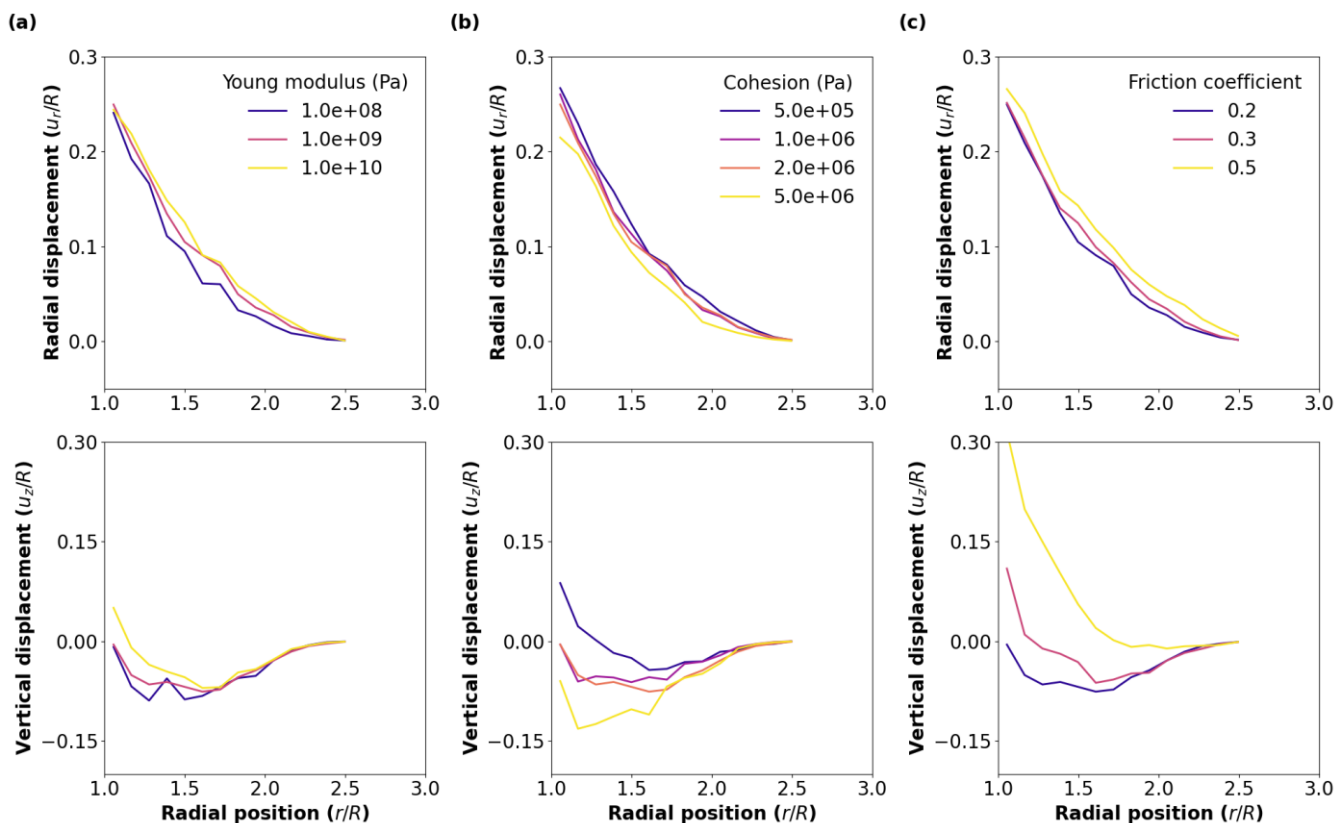 (a)
(b)
(c)
Radial displacement (u_r/R)
0.3
0.2
0.1
0.0
Young modulus (Pa)
1.0e+08
1.0e+09
1.0e+10
1.0
1.5
2.0
2.5
3.0
Radial displacement (u_r/R)
0.3
0.2
0.1
0.0
Cohesion (Pa)
5.0e+05
1.0e+06
2.0e+06
5.0e+06
1.0
1.5
2.0
2.5
3.0
Radial displacement (u_r/R)
0.3
0.2
0.1
0.0
Friction coefficient
0.2
0.3
0.5
1.0
1.5
2.0
2.5
3.0
Vertical displacement (u_z/R)
0.30
0.15
0.00
−0.15
1.0
1.5
2.0
2.5
3.0
Radial position (r/R)
Vertical displacement (u_z/R)
0.30
0.15
0.00
−0.15
1.0
1.5
2.0
2.5
3.0
Radial position (r/R)
Vertical displacement (u_z/R)
0.30
0.15
0.00
−0.15
1.0
1.5
2.0
2.5
3.0
Radial position (r/R)